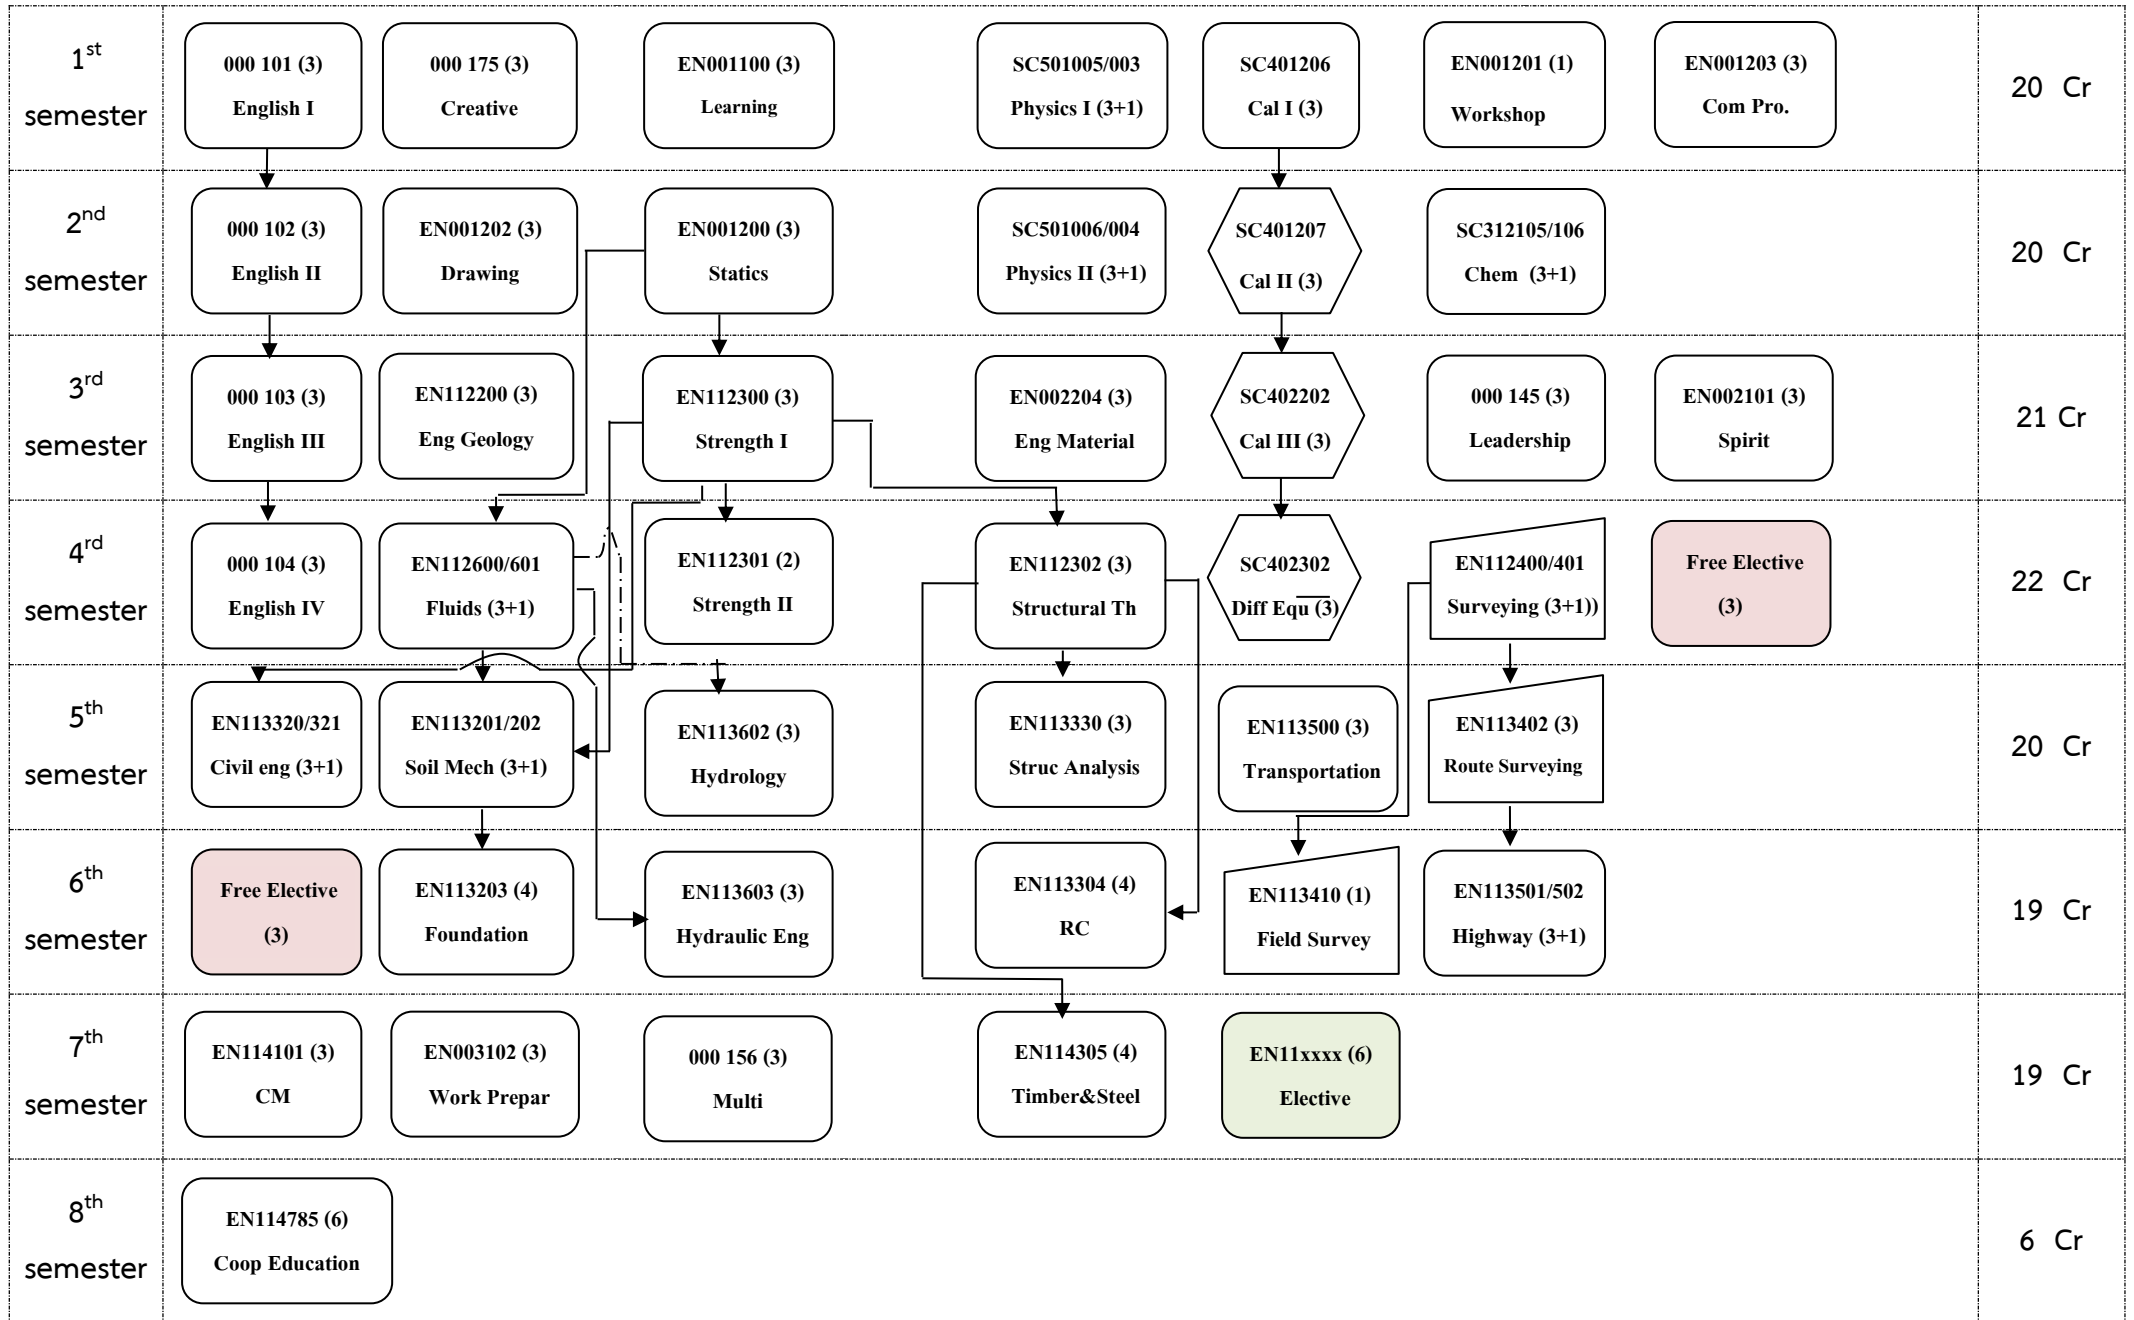 1st
semester
000 101 (3)
English I
000 175 (3)
Creative
EN001100 (3)
Learning
SC501005/003
Physics I (3+1)
SC401206
Cal I (3)
EN001201 (1)
Workshop
EN001203 (3)
Com Pro.
20 Cr
2nd
semester
000 102 (3)
English II
EN001202 (3)
Drawing
EN001200 (3)
Statics
SC501006/004
Physics II (3+1)
SC401207
Cal II (3)
SC312105/106
Chem (3+1)
20 Cr
3rd
semester
000 103 (3)
English III
EN112200 (3)
Eng Geology
EN112300 (3)
Strength I
EN002204 (3)
Eng Material
SC402202
Cal III (3)
000 145 (3)
Leadership
EN002101 (3)
Spirit
21 Cr
4rd
semester
000 104 (3)
English IV
EN112600/601
Fluids (3+1)
EN112301 (2)
Strength II
EN112302 (3)
Structural Th
SC402302
Diff Equ (3)
EN112400/401
Surveying (3+1))
Free Elective
(3)
22 Cr
5th
semester
EN113320/321
Civil eng (3+1)
EN113201/202
Soil Mech (3+1)
EN113602 (3)
Hydrology
EN113330 (3)
Struc Analysis
EN113500 (3)
Transportation
EN113402 (3)
Route Surveying
20 Cr
6th
semester
Free Elective
(3)
EN113203 (4)
Foundation
EN113603 (3)
Hydraulic Eng
EN113304 (4)
RC
EN113410 (1)
Field Survey
EN113501/502
Highway (3+1)
19 Cr
7th
semester
EN114101 (3)
CM
EN003102 (3)
Work Prepar
000 156 (3)
Multi
EN114305 (4)
Timber&Steel
EN11xxxx (6)
Elective
19 Cr
8th
semester
EN114785 (6)
Coop Education
6 Cr